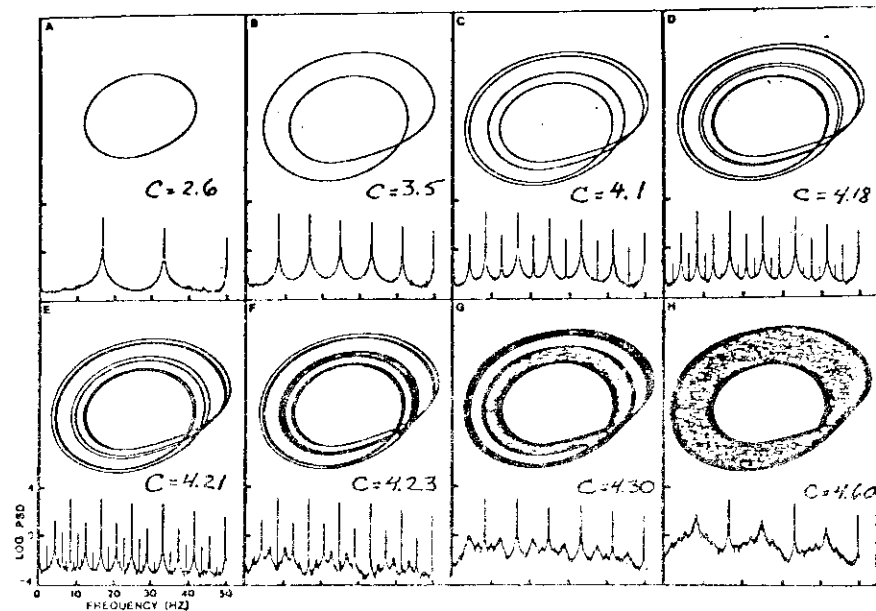 A
B
C
D
C=2.6
C=3.5
C=4.1
C=4.18
E
F
G
H
C=4.21
C=4.23
C=4.30
C=4.60
4
2
-4
LOG PSD
0 10 20 30 40 50
FREQUENCY (HZ)